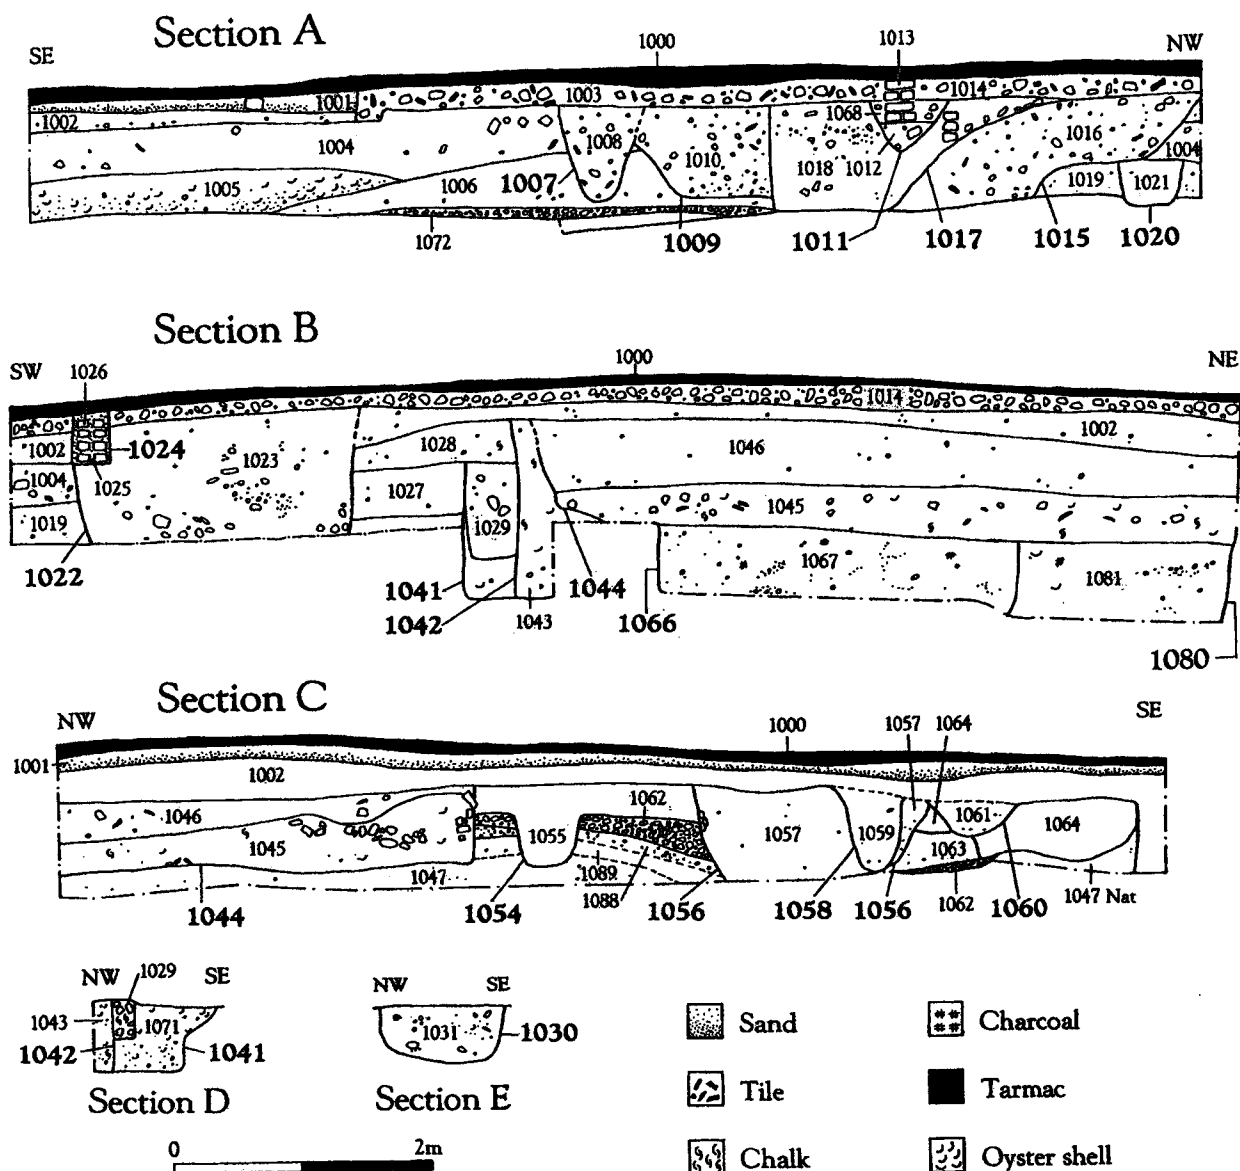 Section A
SE 1000 1013 NW
1001 1003 1014
1002 1068
1004 1008 1010 1018 1012 1016 1004
1005 1006 1007 1019 1021
1072 1009 1011 1017 1015 1020
Section B
SW 1026 1000 NE
1014
1002 1024 1023 1028 1046 1002
1004 1025 1027 1045
1019 1029 1067 1081
1022 1041 1044
1042 1043 1066
1080
Section C
NW 1000 1057 1064 SE
1001 1002
1046 1062 1061
1045 1055 1057 1059 1064
1047 1089 1063
1044 1054 1088 1056 1058 1056 1062 1060 1047 Nat
NW 1029 SE
1043 1071
1042 1041
Section D
NW SE
1031 1030
Section E
0 2m
Sand
Charcoal
Tile
Tarmac
Chalk
Oyster shell